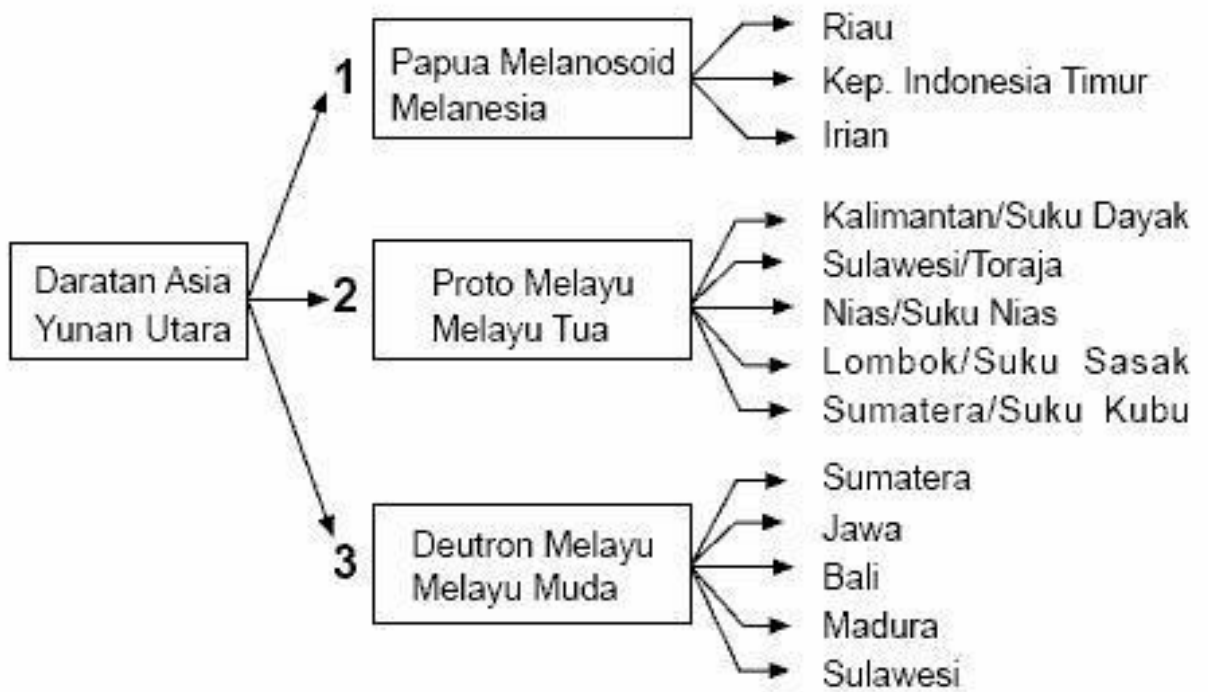 Daratan Asia
Yunan Utara
1
Papua Melanosoid
Melanesia
Riau
Kep. Indonesia Timur
Irian
2
Proto Melayu
Melayu Tua
Kalimantan/Suku Dayak
Sulawesi/Toraja
Nias/Suku Nias
Lombok/Suku Sasak
Sumatera/Suku Kubu
3
Deutron Melayu
Melayu Muda
Sumatera
Jawa
Bali
Madura
Sulawesi